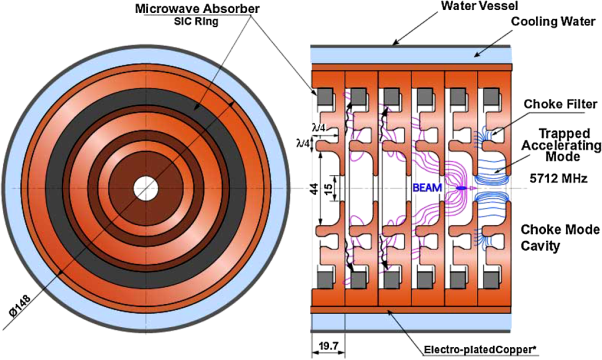 Microwave Absorber
SIC Ring
Water Vessel
Cooling Water
Choke Filter
Trapped
Accelerating
Mode
5712 MHz
Choke Mode
Cavity
λ/4
λ/4
44
15
BEAM
Ø148
19.7
Electro-platedCopper*